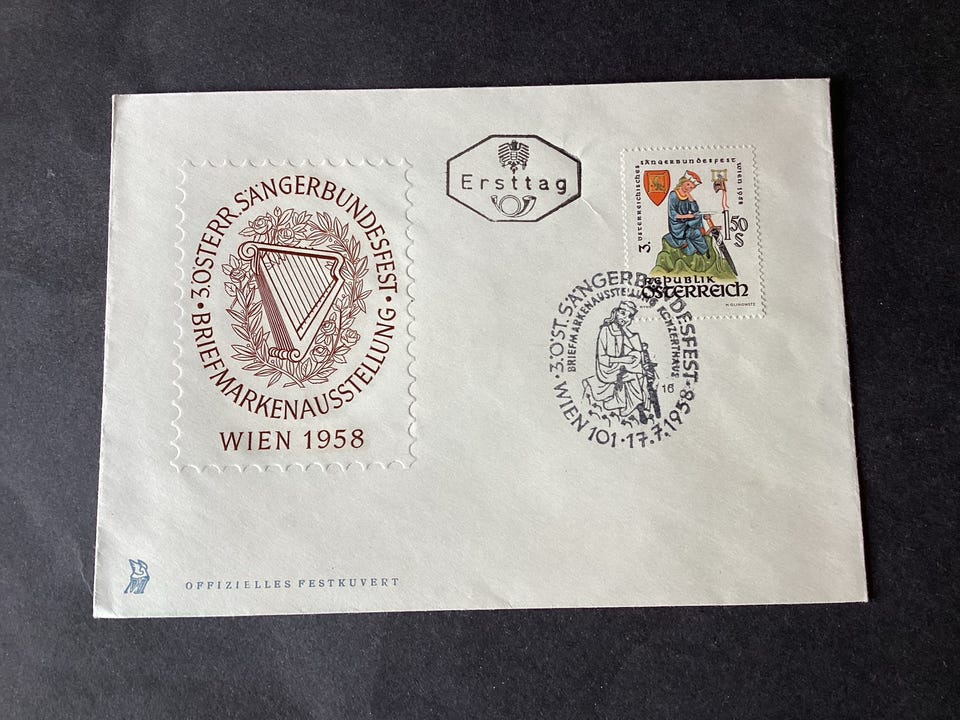 3. ÖSTERR. SÄNGERBUNDESFEST
BRIEFMARKENAUSSTELLUNG
WIEN 1958
OFFIZIELLES FESTKUVERT
Ersttag
3. ÖSTERREICHISCHES SÄNGERBUNDESFEST WIEN 1958
1.50
S
REPUBLIK
ÖSTERREICH
3. ÖST. SÄNGERBUNDESFEST
BRIEFMARKENAUSSTELLUNG KONZERTHAUS
16
WIEN 101 · 17.7.1958